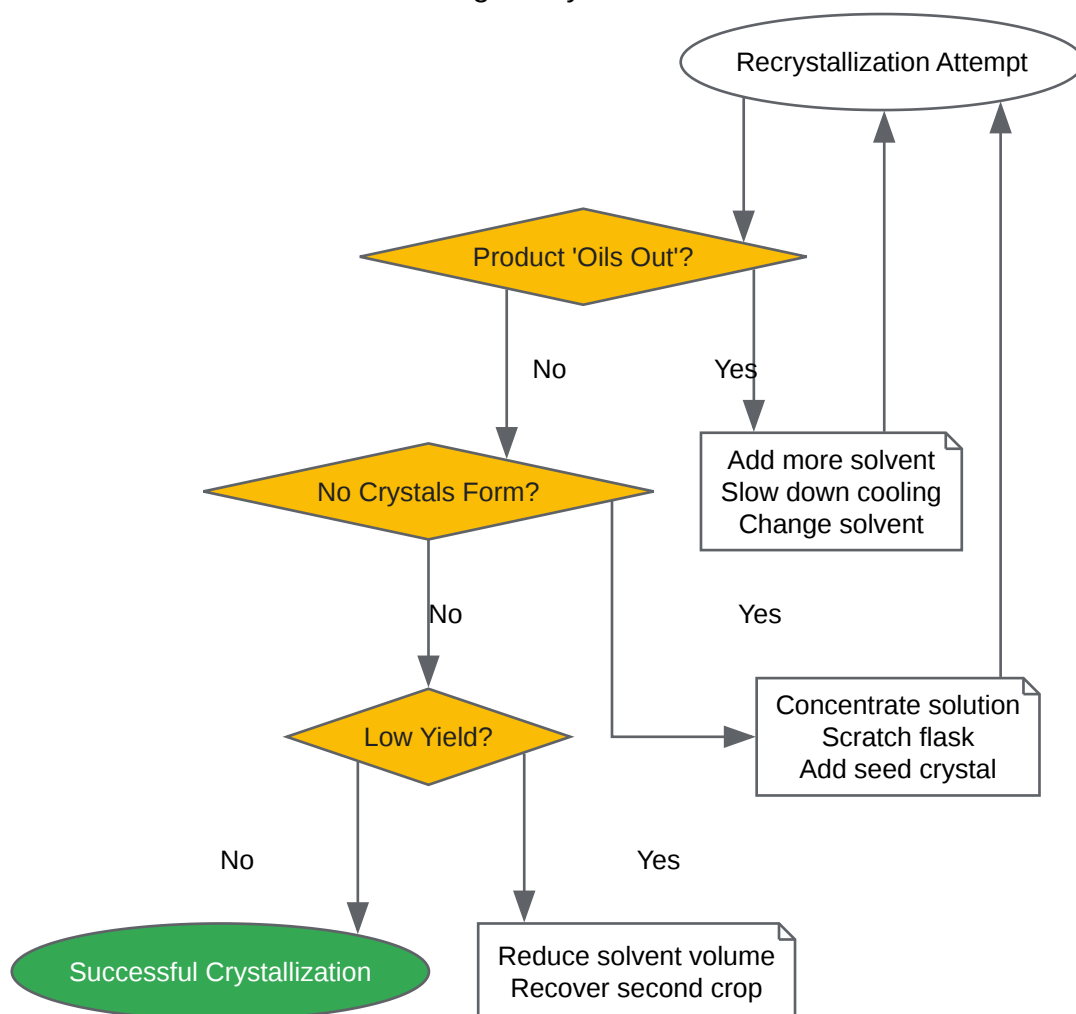 Recrystallization Attempt
Product 'Oils Out'?
No
Yes
Add more solvent
Slow down cooling
Change solvent
No Crystals Form?
No
Yes
Concentrate solution
Scratch flask
Add seed crystal
Low Yield?
No
Yes
Successful Crystallization
Reduce solvent volume
Recover second crop